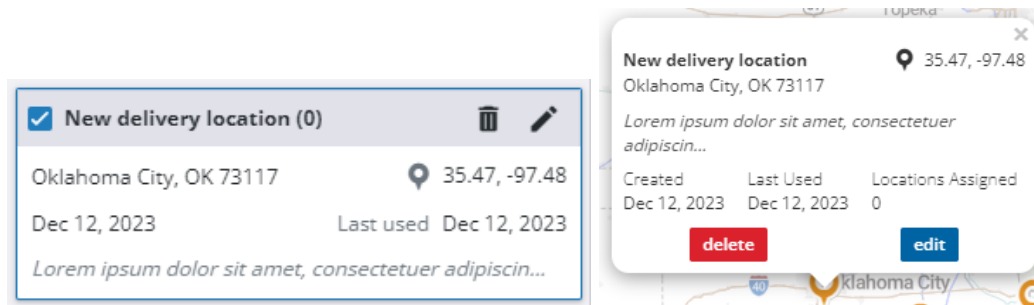 New delivery location (0)
Oklahoma City, OK 73117 35.47, -97.48
Dec 12, 2023 Last used Dec 12, 2023
Lorem ipsum dolor sit amet, consectetuer adipiscin...
Topeka
×
New delivery location 35.47, -97.48
Oklahoma City, OK 73117
Lorem ipsum dolor sit amet, consectetuer
adipiscin...
Created Last Used Locations Assigned
Dec 12, 2023 Dec 12, 2023 0
delete edit
40 klahoma City